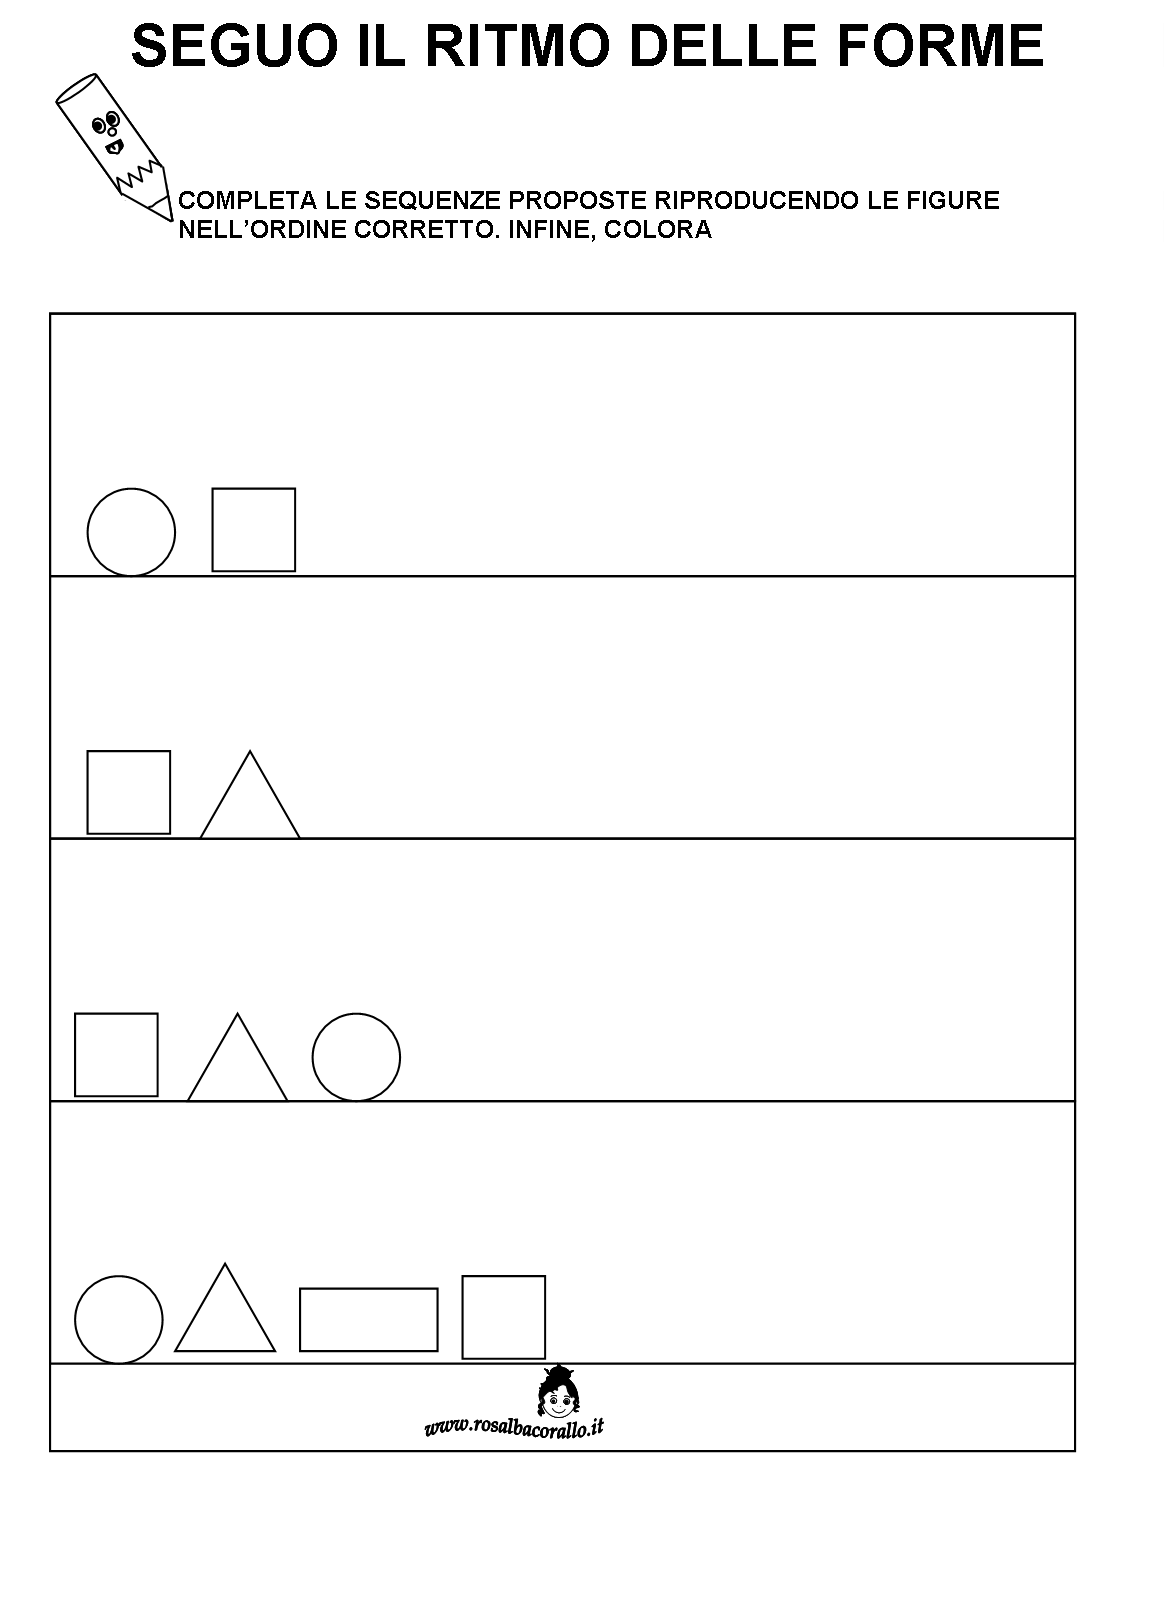 SEGUO IL RITMO DELLE FORME
COMPLETA LE SEQUENZE PROPOSTE RIPRODUCENDO LE FIGURE
NELL’ORDINE CORRETTO. INFINE, COLORA
www.rosalbacorallo.it